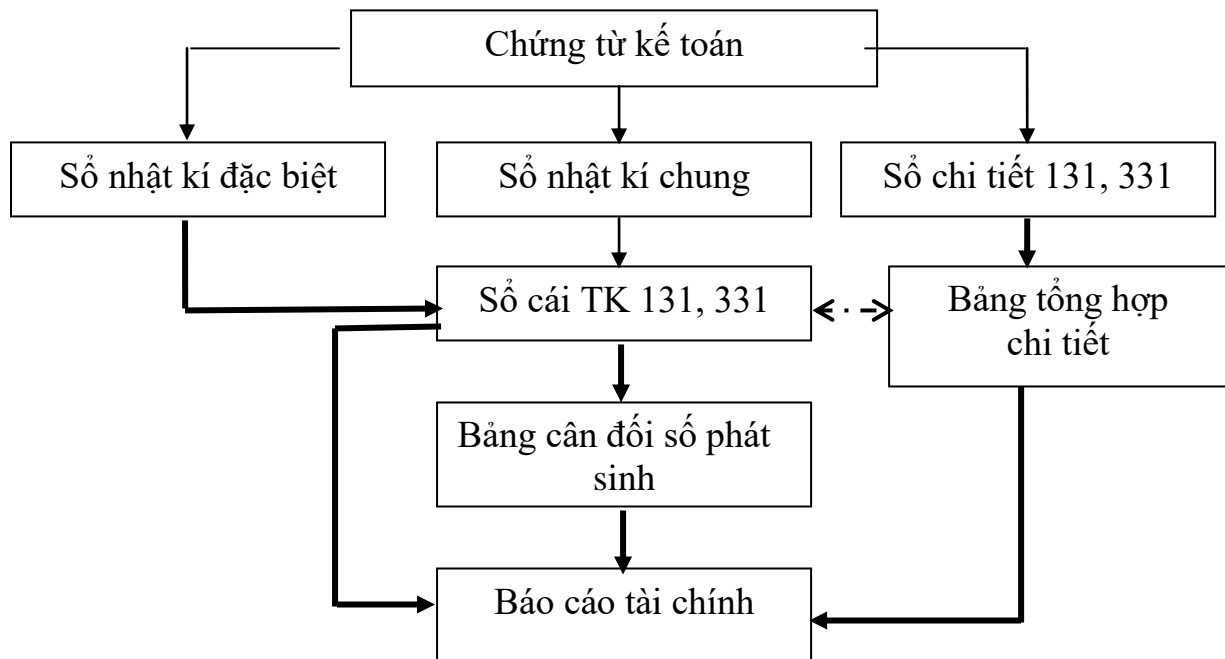 Chứng từ kế toán
Sổ nhật kí đặc biệt
Sổ nhật kí chung
Sổ chi tiết 131, 331
Sổ cái TK 131, 331
Bảng tổng hợp
chi tiết
Bảng cân đối số phát
sinh
Báo cáo tài chính